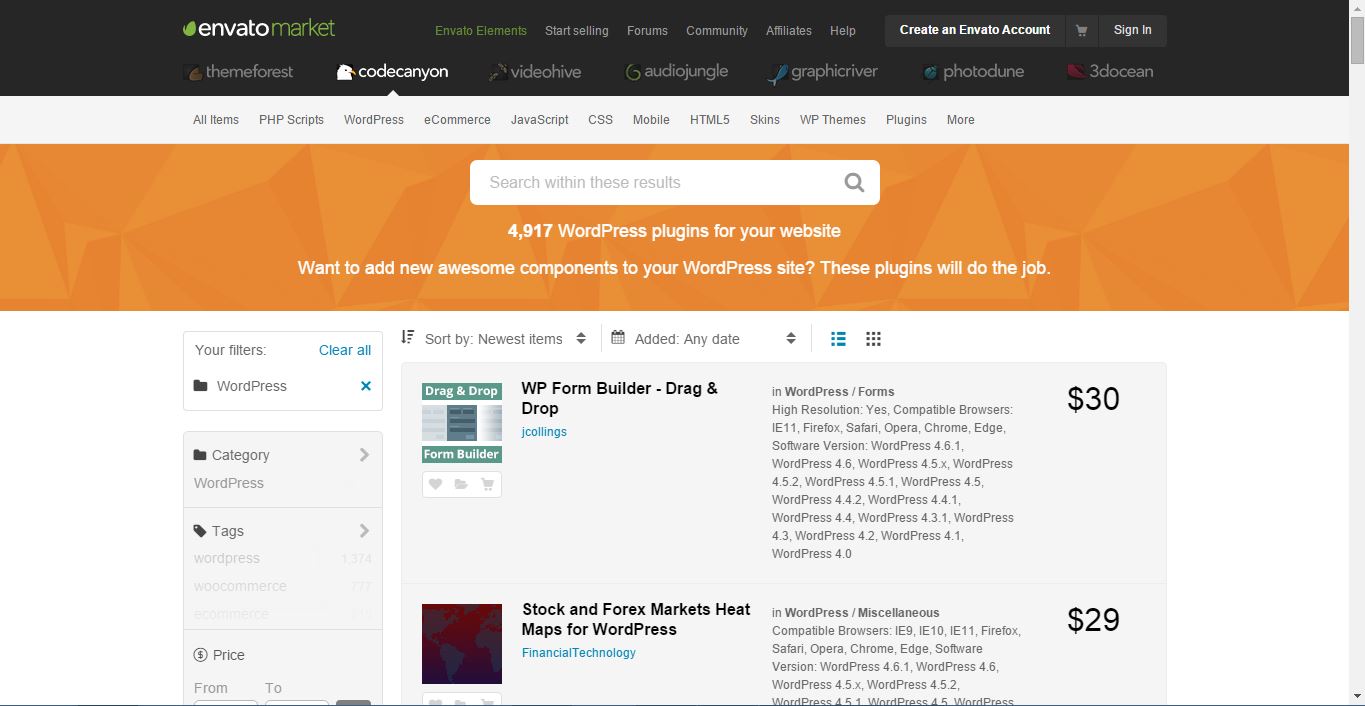 envatomarket
Envato Elements Start selling Forums Community Affiliates Help Create an Envato Account Sign In
themeforest codecanyon videohive audiojungle graphicriver photodune 3docean
All Items PHP Scripts WordPress eCommerce JavaScript CSS Mobile HTML5 Skins WP Themes Plugins More
Search within these results
4,917 WordPress plugins for your website
Want to add new awesome components to your WordPress site? These plugins will do the job.
Your filters: Clear all
WordPress
Category
WordPress
Tags
wordpress 1,374
woocommerce 777
ecommerce
Price
From To
Sort by: Newest items Added: Any date
Drag & Drop
Form Builder
WP Form Builder - Drag &
Drop
jcollings
in WordPress / Forms
High Resolution: Yes, Compatible Browsers:
IE11, Firefox, Safari, Opera, Chrome, Edge,
Software Version: WordPress 4.6.1,
WordPress 4.6, WordPress 4.5.x, WordPress
4.5.2, WordPress 4.5.1, WordPress 4.5,
WordPress 4.4.2, WordPress 4.4.1,
WordPress 4.4, WordPress 4.3.1, WordPress
4.3, WordPress 4.2, WordPress 4.1,
WordPress 4.0
$30
Stock and Forex Markets Heat
Maps for WordPress
FinancialTechnology
in WordPress / Miscellaneous
Compatible Browsers: IE9, IE10, IE11, Firefox,
Safari, Opera, Chrome, Edge, Software
Version: WordPress 4.6.1, WordPress 4.6,
WordPress 4.5.x, WordPress 4.5.2,
WordPress 4.5.1, WordPress 4.5, WordPress
$29